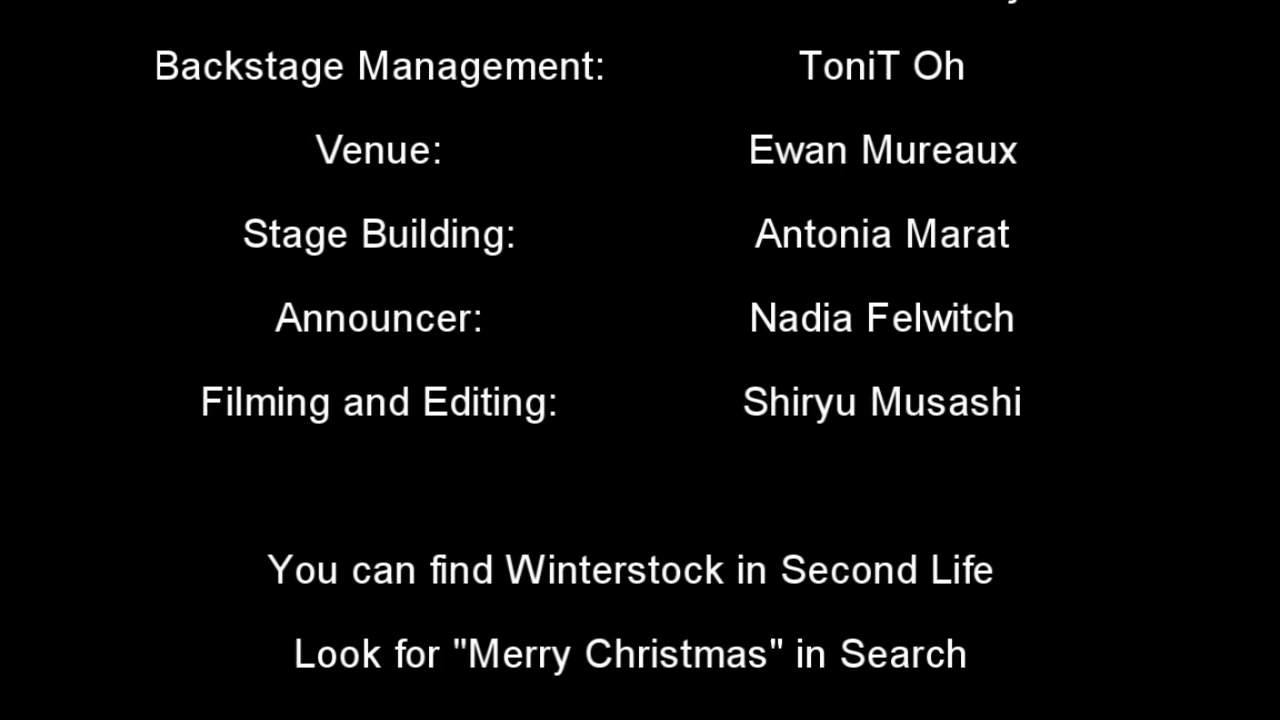 Backstage Management: ToniT Oh
Venue: Ewan Mureaux
Stage Building: Antonia Marat
Announcer: Nadia Felwitch
Filming and Editing: Shiryu Musashi
You can find Winterstock in Second Life
Look for "Merry Christmas" in Search